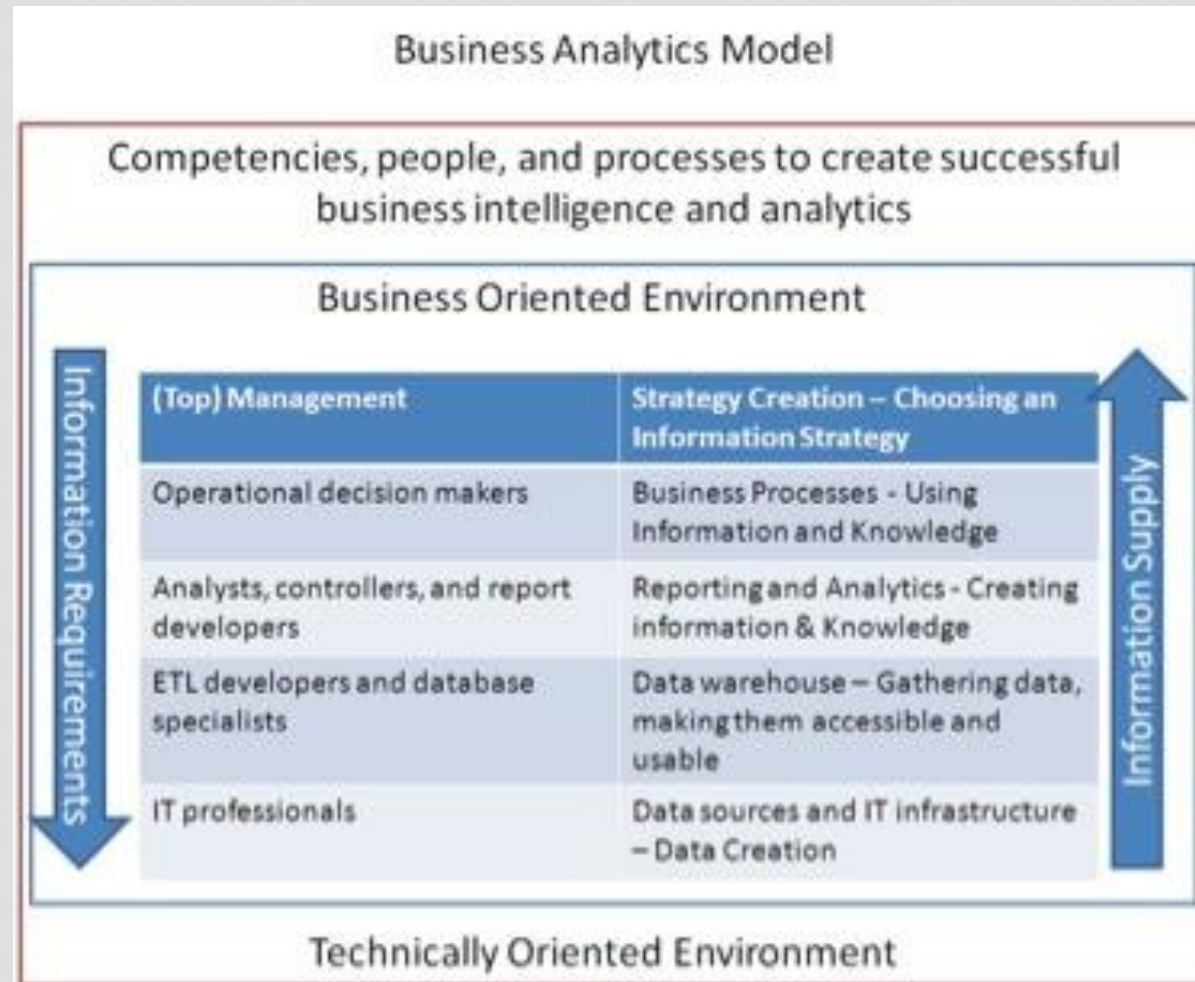 Business Analytics Model
Competencies, people, and processes to create successful
business intelligence and analytics
Business Oriented Environment
Information Requirements
(Top) Management
Strategy Creation – Choosing an
Information Strategy
Operational decision makers
Business Processes - Using
Information and Knowledge
Analysts, controllers, and report
developers
Reporting and Analytics - Creating
information & Knowledge
ETL developers and database
specialists
Data warehouse – Gathering data,
making them accessible and
usable
IT professionals
Data sources and IT infrastructure
– Data Creation
Information Supply
Technically Oriented Environment